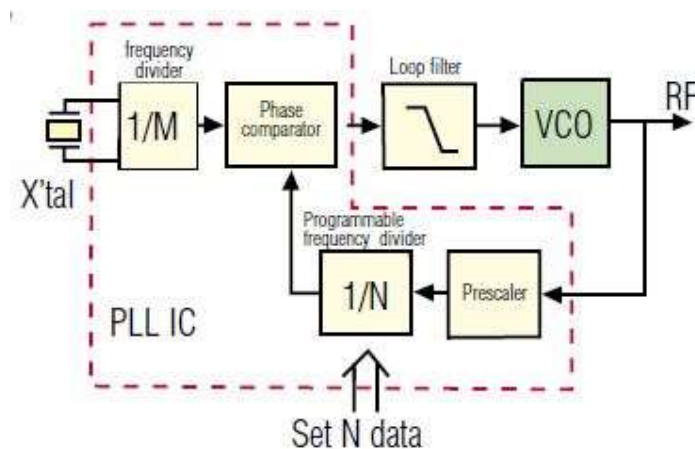 frequency
divider
Loop filter
RF
1/M
Phase
comparator
VCO
X'tal
Programmable
frequency divider
1/N
Prescaler
PLL IC
Set N data